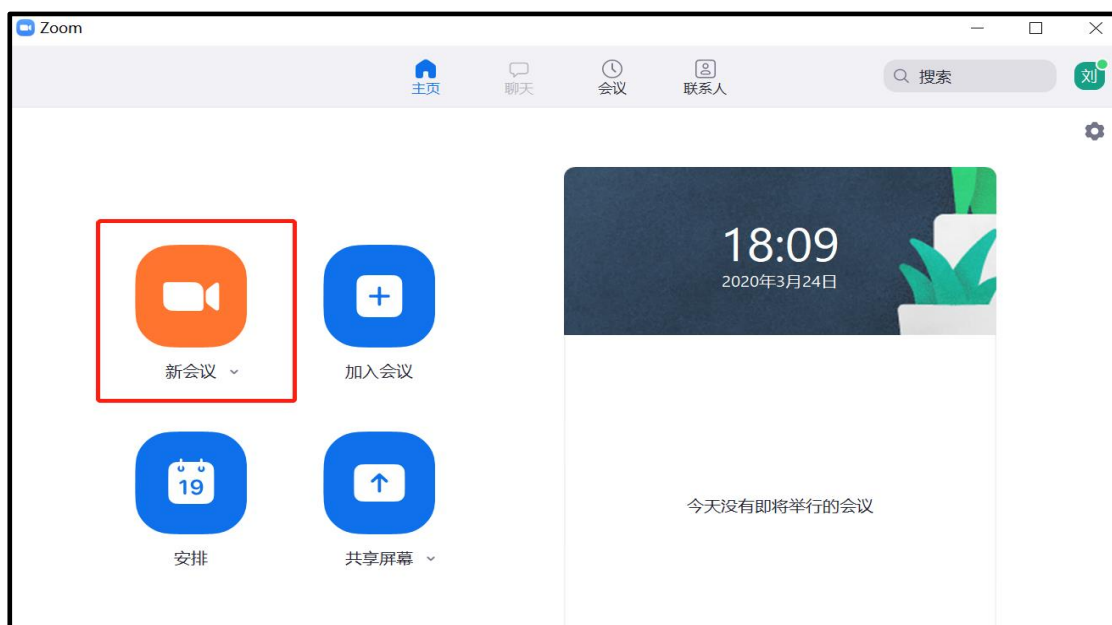 Zoom
主页
聊天
会议
联系人
搜索
刘
18:09
2020年3月24日
新会议
加入会议
19
安排
共享屏幕
今天没有即将举行的会议